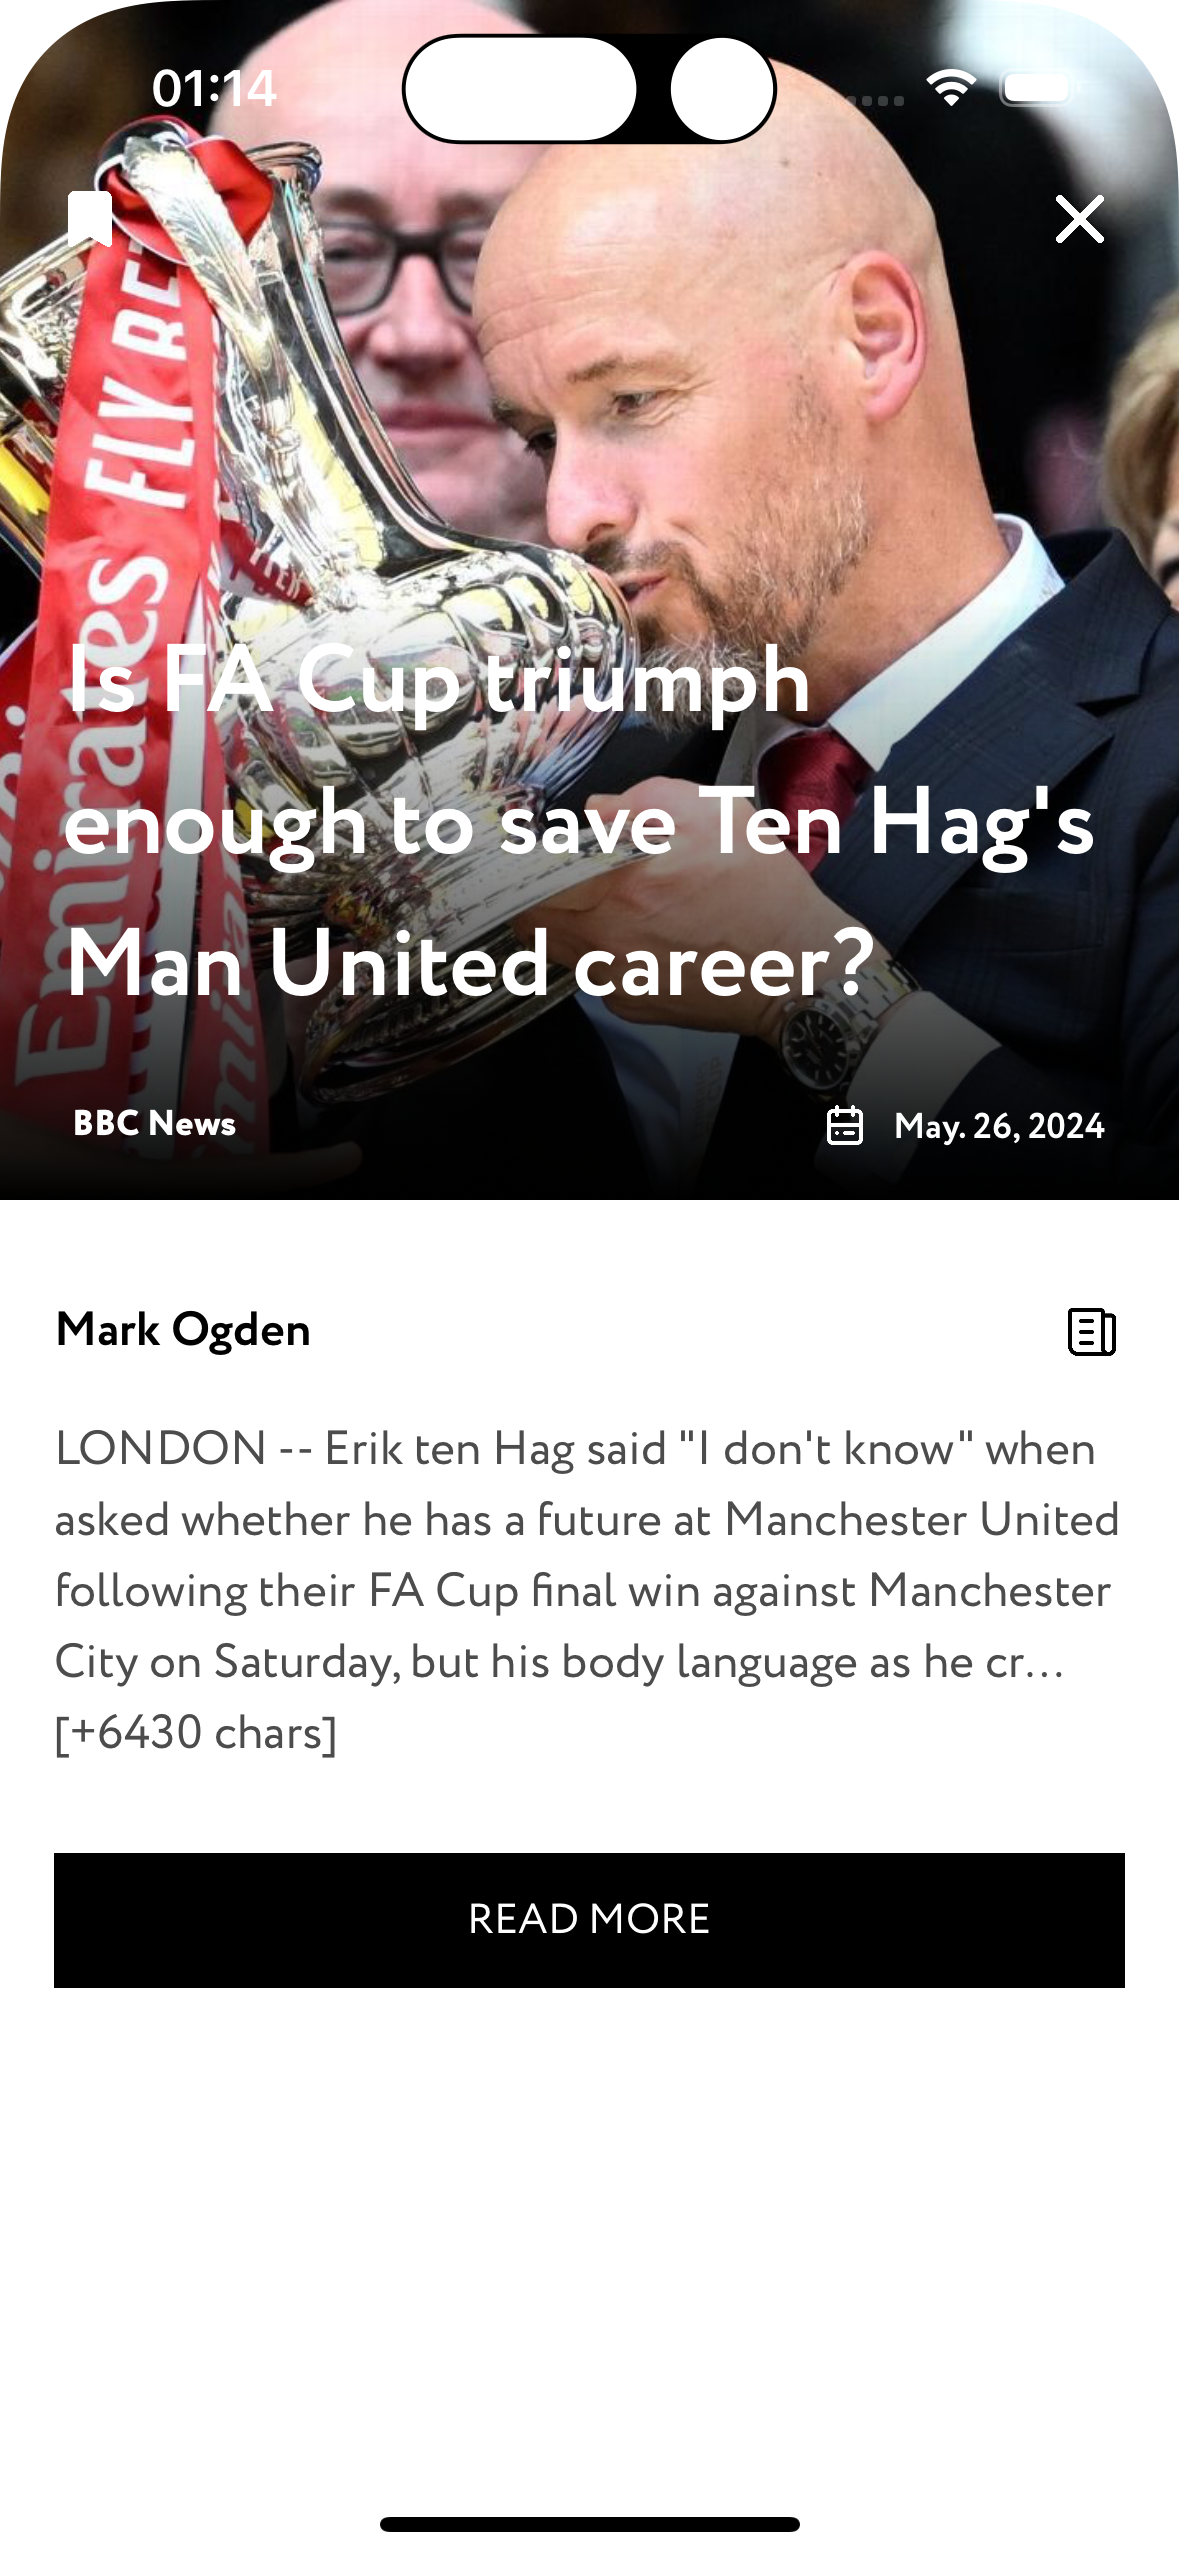 01:14
FLY BE
Emirates
Is FA Cup triumph
enough to save Ten Hag's
Man United career?
BBC News
May. 26, 2024
Mark Ogden
LONDON -- Erik ten Hag said "I don't know" when
asked whether he has a future at Manchester United
following their FA Cup final win against Manchester
City on Saturday, but his body language as he cr…
[+6430 chars]
READ MORE